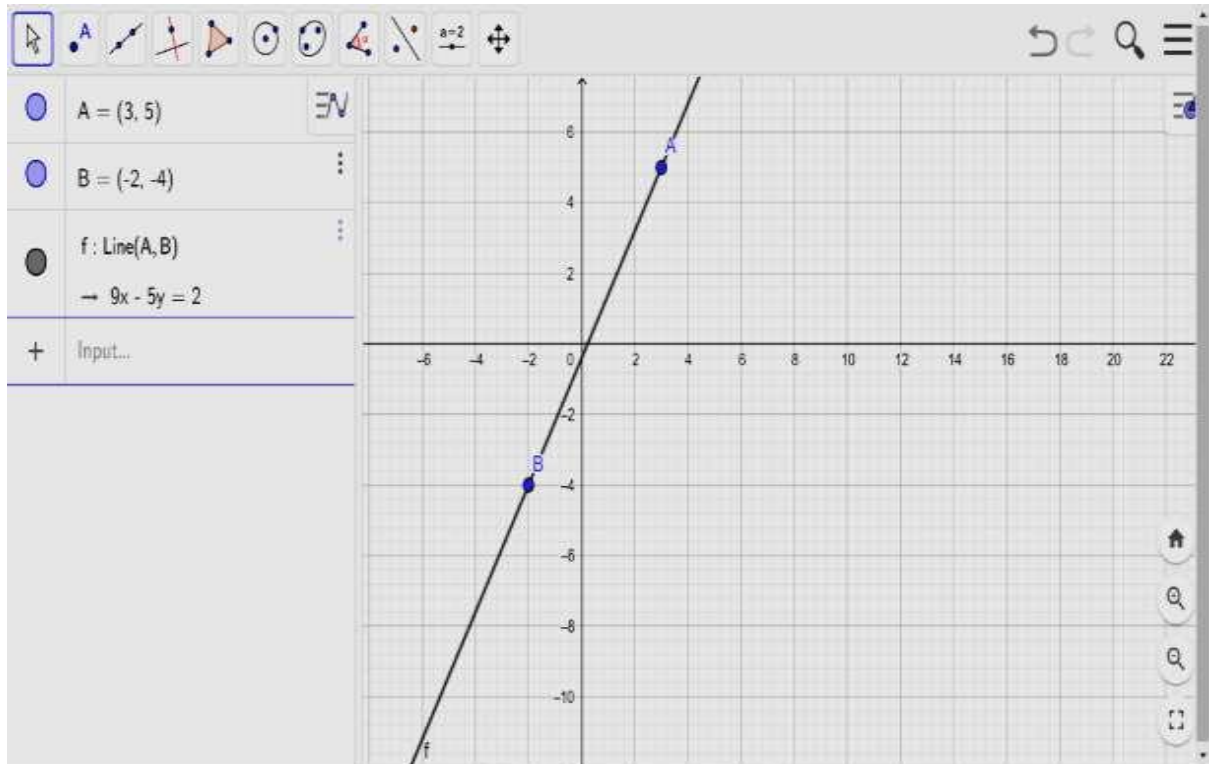 A
a=2
A = (3, 5)
B = (-2, -4)
f : Line(A, B)
→ 9x - 5y = 2
+ Input...
6
A
4
2
–6 –4 –2 0 2 4 6 8 10 12 14 16 18 20 22
–2
B
–4
–6
–8
–10
f